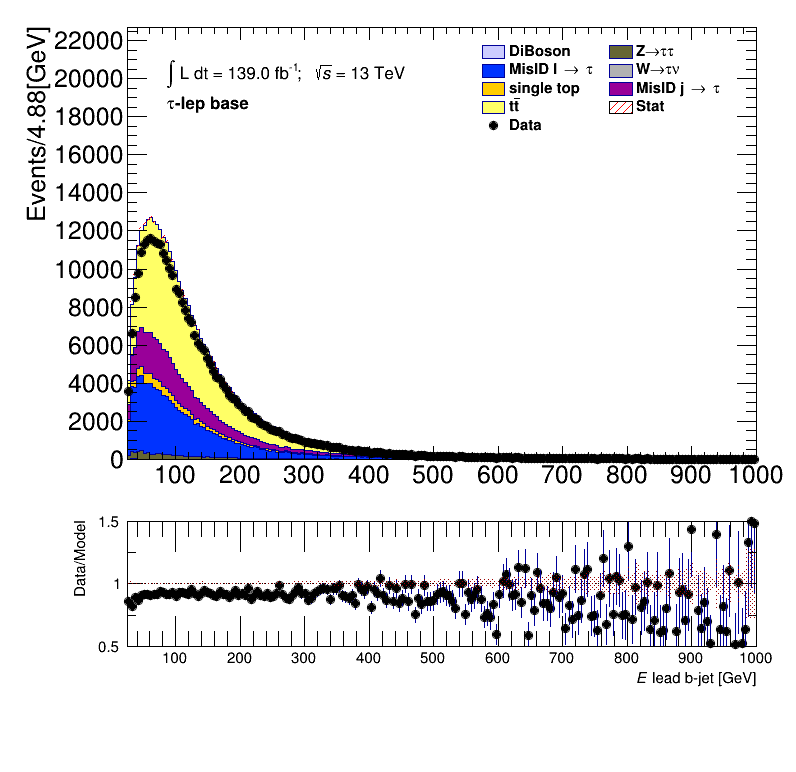 Events/4.88[GeV]
22000
20000
18000
16000
14000
12000
10000
8000
6000
4000
2000
0
∫ L dt = 139.0 fb⁻¹; √s = 13 TeV
τ-lep base
DiBoson
MisID l → τ
single top
tt̄
Data
Z→ττ
W→τν
MisID j → τ
Stat
100 200 300 400 500 600 700 800 900 1000
Data/Model
1.5
1
0.5
100 200 300 400 500 600 700 800 900 1000
E lead b-jet [GeV]